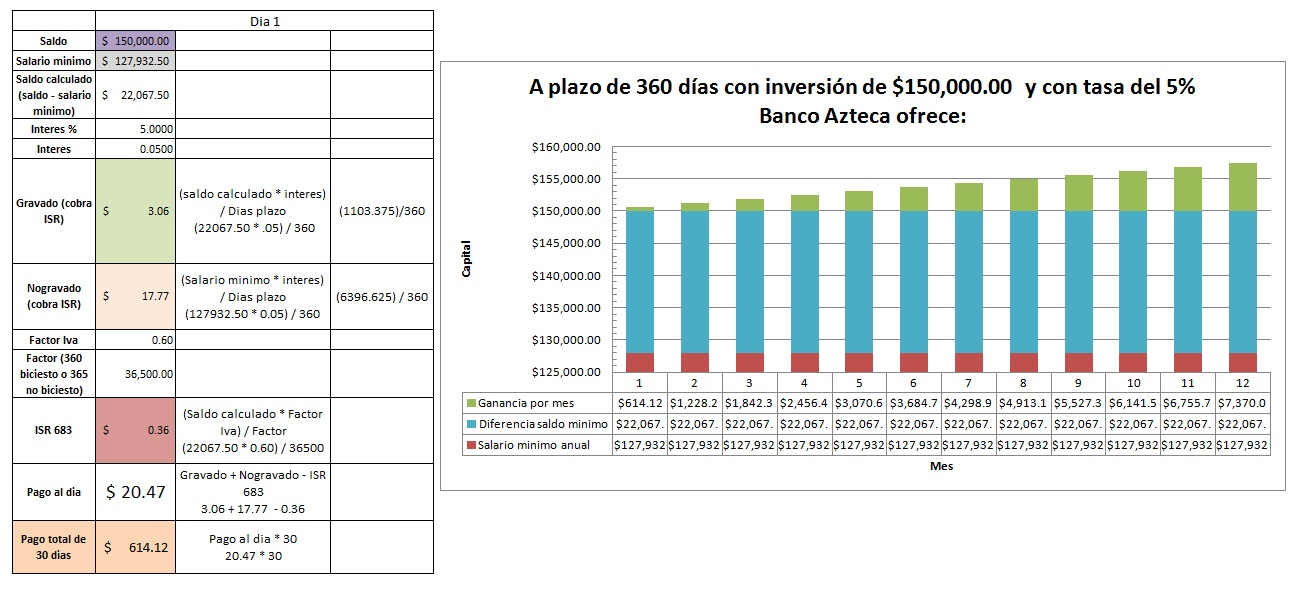 Dia 1
Saldo $ 150,000.00
Salario minimo $ 127,932.50
Saldo calculado
(saldo - salario
minimo)
$ 22,067.50
Interes % 5.0000
Interes 0.0500
Gravado (cobra
ISR)
$ 3.06
(saldo calculado * interes)
/ Dias plazo
(22067.50 * .05) / 360
(1103.375)/360
Nogravado
(cobra ISR)
$ 17.77
(Salario minimo * interes)
/ Dias plazo
(127932.50 * 0.05) / 360
(6396.625) / 360
Factor Iva 0.60
Factor (360
biciesto o 365
no biciesto)
36,500.00
ISR 683
$ 0.36
(Saldo calculado * Factor
Iva) / Factor
(22067.50 * 0.60) / 36500
Pago al dia
$ 20.47
Gravado + Nogravado - ISR
683
3.06 + 17.77 - 0.36
Pago total de
30 dias
$ 614.12
Pago al dia * 30
20.47 * 30
A plazo de 360 días con inversión de $150,000.00 y con tasa del 5%
Banco Azteca ofrece:
Capital
$160,000.00
$155,000.00
$150,000.00
$145,000.00
$140,000.00
$135,000.00
$130,000.00
$125,000.00
1 2 3 4 5 6 7 8 9 10 11 12
Ganancia por mes $614.12 $1,228.2 $1,842.3 $2,456.4 $3,070.6 $3,684.7 $4,298.9 $4,913.1 $5,527.3 $6,141.5 $6,755.7 $7,370.0
Diferencia saldo minimo $22,067. $22,067. $22,067. $22,067. $22,067. $22,067. $22,067. $22,067. $22,067. $22,067. $22,067. $22,067.
Salario minimo anual $127,932 $127,932 $127,932 $127,932 $127,932 $127,932 $127,932 $127,932 $127,932 $127,932 $127,932 $127,932
Mes